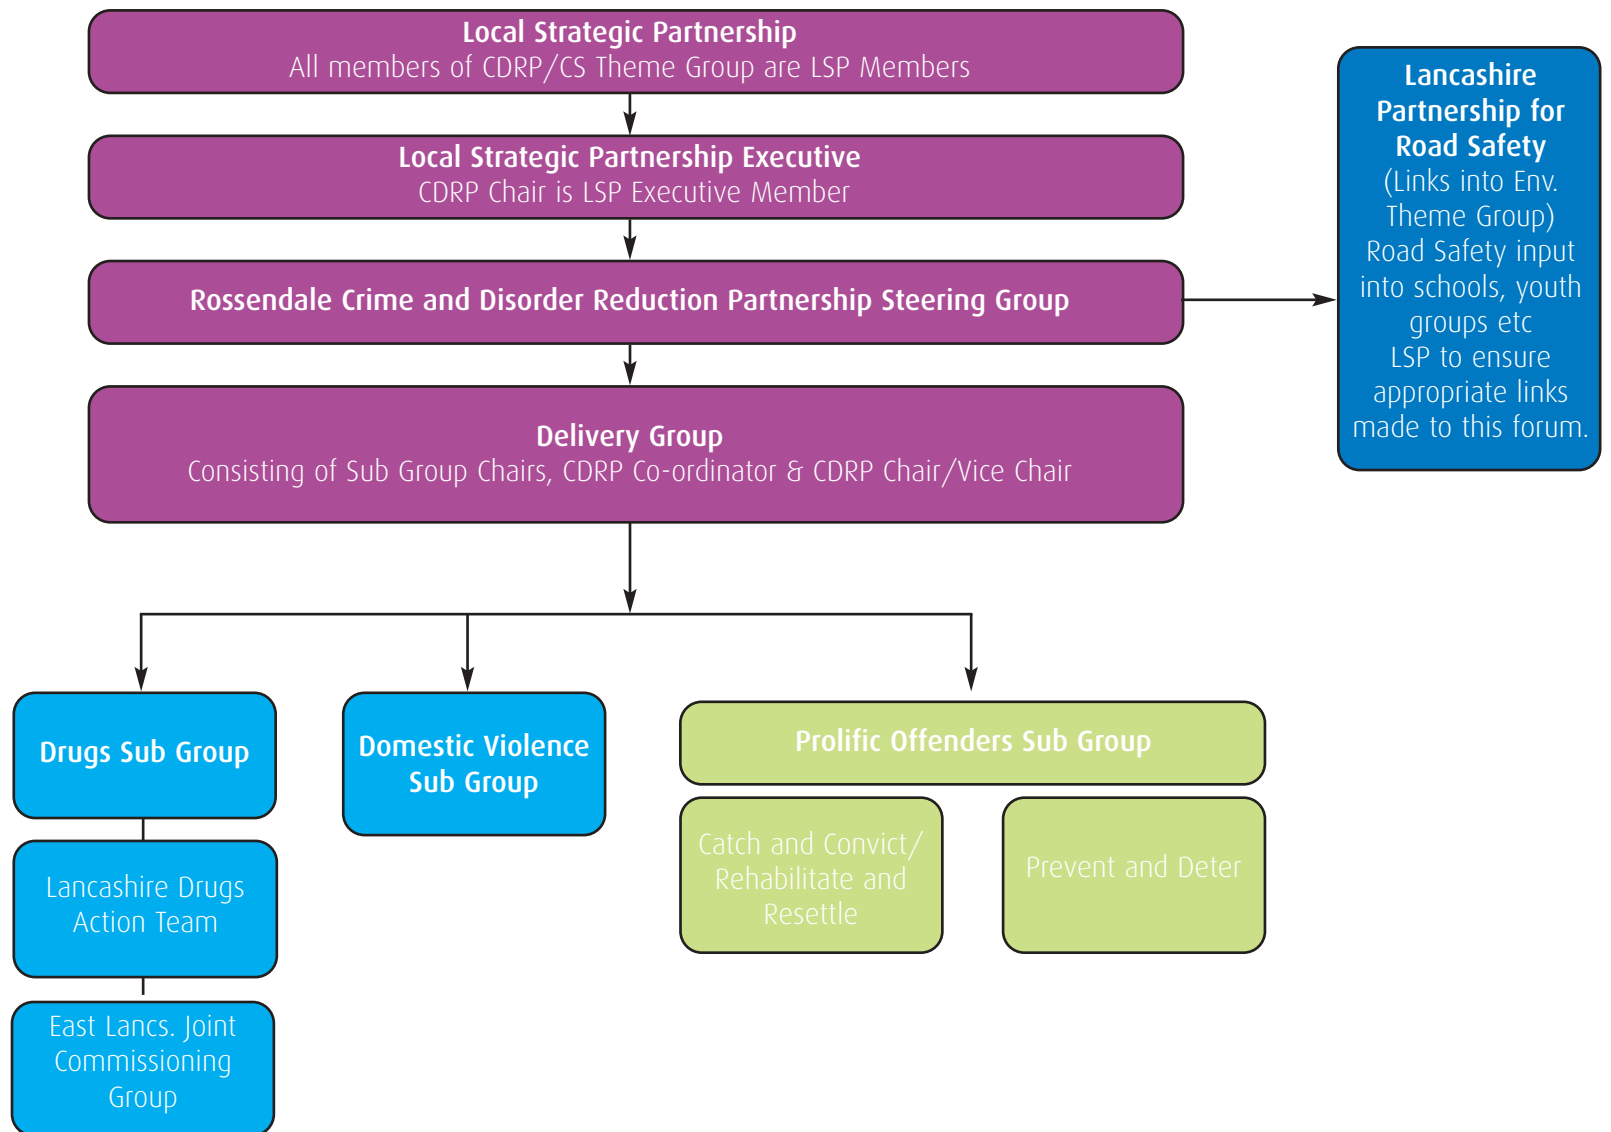 Local Strategic Partnership
All members of CDRP/CS Theme Group are LSP Members
Local Strategic Partnership Executive
CDRP Chair is LSP Executive Member
Rossendale Crime and Disorder Reduction Partnership Steering Group
Delivery Group
Consisting of Sub Group Chairs, CDRP Co-ordinator & CDRP Chair/Vice Chair
Lancashire
Partnership for
Road Safety
(Links into Env.
Theme Group)
Road Safety input
into schools, youth
groups etc
LSP to ensure
appropriate links
made to this forum.
Drugs Sub Group
Lancashire Drugs
Action Team
East Lancs. Joint
Commissioning
Group
Domestic Violence
Sub Group
Prolific Offenders Sub Group
Catch and Convict/
Rehabilitate and
Resettle
Prevent and Deter